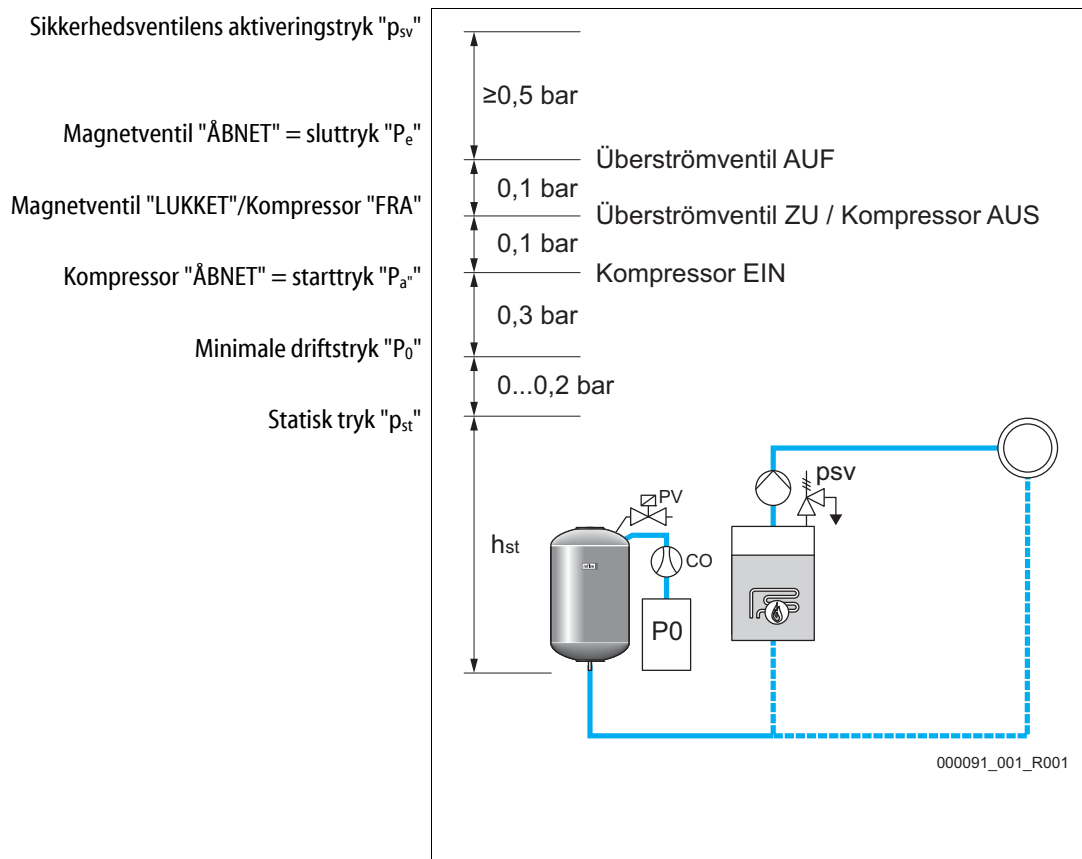 Sikkerhedsventilens aktiveringstryk "psv"
≥0,5 bar
Magnetventil "ÅBNET" = sluttryk "Pe"
Überströmventil AUF
0,1 bar
Magnetventil "LUKKET"/Kompressor "FRA"
Überströmventil ZU / Kompressor AUS
0,1 bar
Kompressor "ÅBNET" = starttryk "Pa""
Kompressor EIN
0,3 bar
Minimale driftstryk "P0"
0...0,2 bar
Statisk tryk "pst"
psv
PV
hst
CO
P0
000091_001_R001